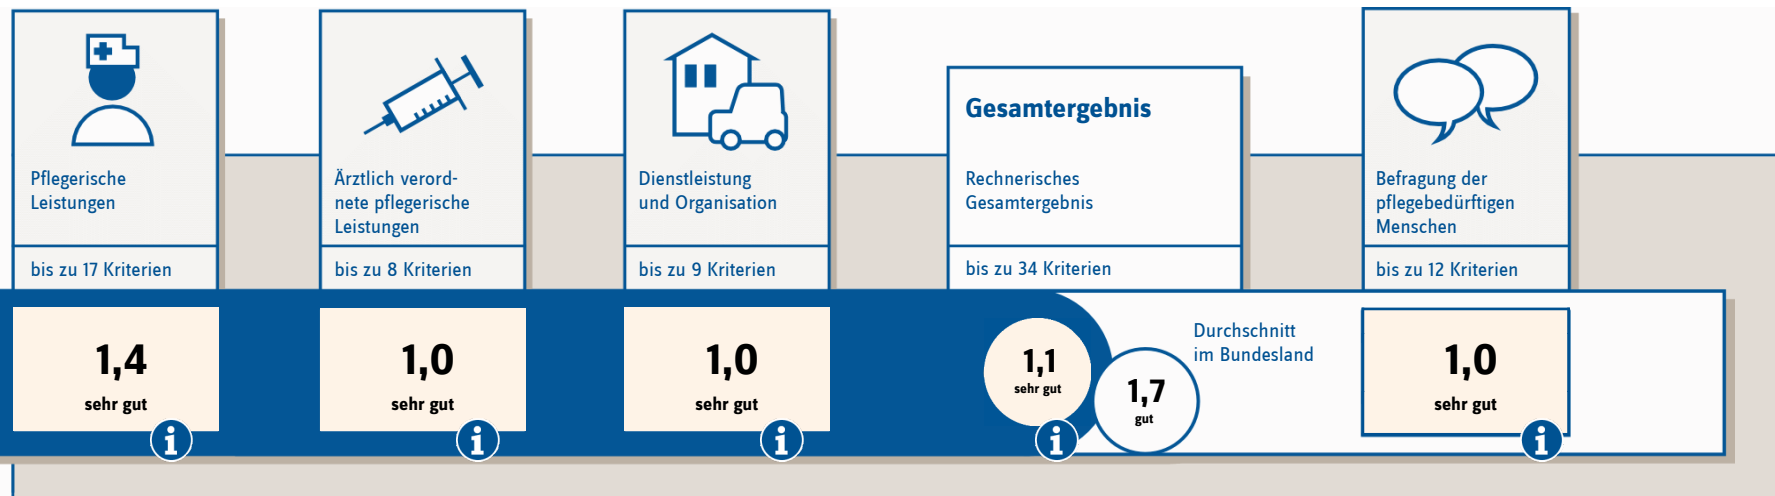 Pflegerische
Leistungen
bis zu 17 Kriterien
1,4
sehr gut
i
Ärztlich verord-
nete pflegerische
Leistungen
bis zu 8 Kriterien
1,0
sehr gut
i
Dienstleistung
und Organisation
bis zu 9 Kriterien
1,0
sehr gut
i
Gesamtergebnis
Rechnerisches
Gesamtergebnis
bis zu 34 Kriterien
1,1
sehr gut
i
1,7
gut
Durchschnitt
im Bundesland
Befragung der
pflegebedürftigen
Menschen
bis zu 12 Kriterien
1,0
sehr gut
i